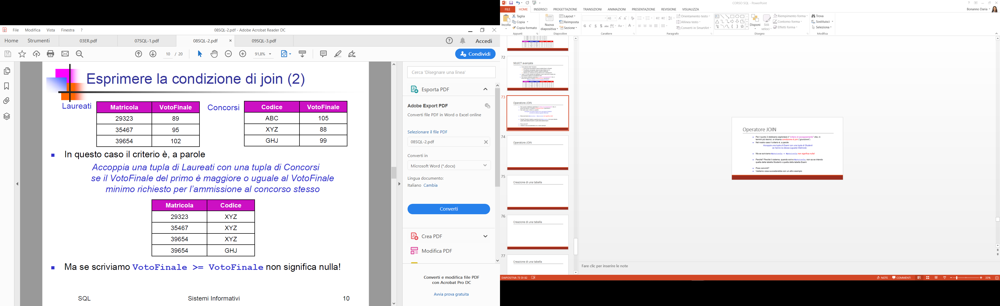 File Modifica Vista Finestra ?
08SQL-2.pdf - Adobe Acrobat Reader DC
Home Strumenti 03ER.pdf 07SQL-1.pdf 08SQL-2.pdf × 09SQL-3.pdf Accedi
10 / 20 91,8% Condividi
Esprimere la condizione di join (2)
Laureati
Matricola VotoFinale
29323 89
35467 95
39654 102
Concorsi
Codice VotoFinale
ABC 105
XYZ 88
GHJ 99
In questo caso il criterio è, a parole
Accoppia una tupla di Laureati con una tupla di Concorsi
se il VotoFinale del primo è maggiore o uguale al VotoFinale
minimo richiesto per l'ammissione al concorso stesso
Matricola Codice
29323 XYZ
35467 XYZ
39654 XYZ
39654 GHJ
Ma se scriviamo VotoFinale >= VotoFinale non significa nulla!
SQL Sistemi Informativi 10
Cerca 'Disegnare una linea'
Esporta PDF
Adobe Export PDF
Converti file PDF in Word o Excel online
Selezionare il file PDF
08SQL-2.pdf
Converti in
Microsoft Word (*.docx)
Lingua documento:
Italiano Cambia
Converti
Crea PDF
Modifica PDF
Converti e modifica file PDF
con Acrobat Pro DC
Avvia prova gratuita
CORSO SQL - PowerPoint
FILE HOME INSERISCI PROGETTAZIONE TRANSIZIONI ANIMAZIONI PRESENTAZIONE REVISIONE VISUALIZZA
Bonanno Daria
Incolla
Taglia
Copia
Copia formato
Appunti
Nuova
diapositiva
Layout
Reimposta
Sezione
Diapositive
48
G C S S abc AV Aa A
Carattere
Orientamento testo
Allinea testo
Converti in SmartArt
Paragrafo
Disponi
Stili
veloci
Riempimento forma
Contorno forma
Effetti forma
Disegno
Trova
Sostituisci
Seleziona
Modifica
72
SELECT avanzate
73
Operatore JOIN
74
Operatore JOIN
75
Creazione di una tabella
76
Creazione di una tabella
77
Creazione di una tabella
Operatore JOIN
Per il punto 2 dobbiamo esplicitare il "criterio di accoppiamento" che, in
termini più tecnici, si chiama condizione di join ("giunzione")
Nel nostro caso il criterio è, a parole
Accoppia una tupla di Esami con una tupla di Studenti
se hanno la stessa (uguale) Matricola
Ma se scriviamo Matricola = Matricola non significa nulla!
Perché? Perché il sistema, quando scrivo Matricola, non sa se intendo
quella della tabella Studenti o quella della tabella Esami
Poco convinti?
Vediamo cosa succederebbe con un altro esempio
Fare clic per inserire le note
DIAPOSITIVA 73 DI 82 NOTE COMMENTI 33%